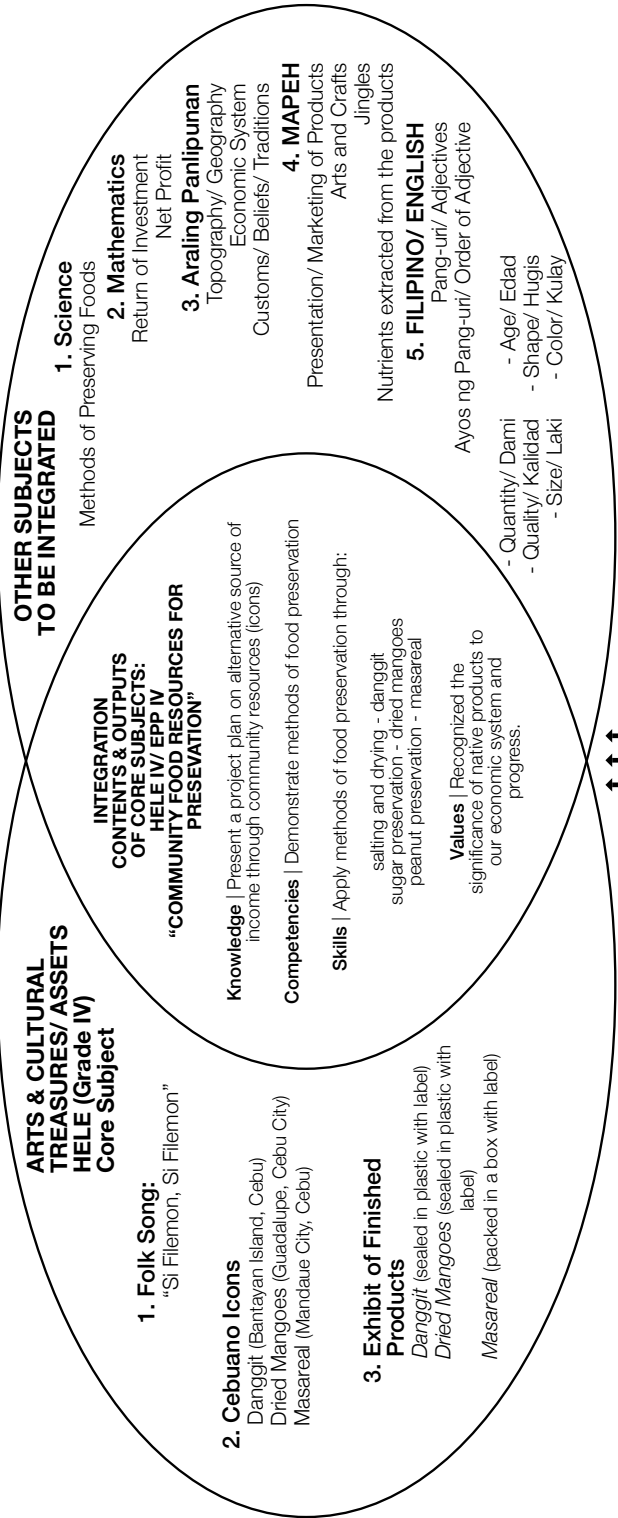 ARTS & CULTURAL
TREASURES/ ASSETS
HELE (Grade IV)
Core Subject
1. Folk Song:
"Si Filemon, Si Filemon"
2. Cebuano Icons
Danggit (Bantayan Island, Cebu)
Dried Mangoes (Guadalupe, Cebu City)
Masareal (Mandaue City, Cebu)
3. Exhibit of Finished
Products
Danggit (sealed in plastic with label)
Dried Mangoes (sealed in plastic with
label)
Masareal (packed in a box with label)
INTEGRATION
CONTENTS & OUTPUTS
OF CORE SUBJECTS:
HELE IV/ EPP IV
"COMMUNITY FOOD RESOURCES FOR
PRESEVATION"
Knowledge | Present a project plan on alternative source of
income through community resources (icons)
Competencies | Demonstrate methods of food preservation
Skills | Apply methods of food preservation through:
salting and drying - danggit
sugar preservation - dried mangoes
peanut preservation - masareal
Values | Recognized the
significance of native products to
our economic system and
progress.
OTHER SUBJECTS
TO BE INTEGRATED
1. Science
Methods of Preserving Foods
2. Mathematics
Return of Investment
Net Profit
3. Araling Panlipunan
Topography/ Geography
Economic System
Customs/ Beliefs/ Traditions
4. MAPEH
Presentation/ Marketing of Products
Arts and Crafts
Jingles
Nutrients extracted from the products
5. FILIPINO/ ENGLISH
Pang-uri/ Adjectives
Ayos ng Pang-uri/ Order of Adjective
- Quantity/ Dami
- Quality/ Kalidad
- Size/ Laki
- Age/ Edad
- Shape/ Hugis
- Color/ Kulay